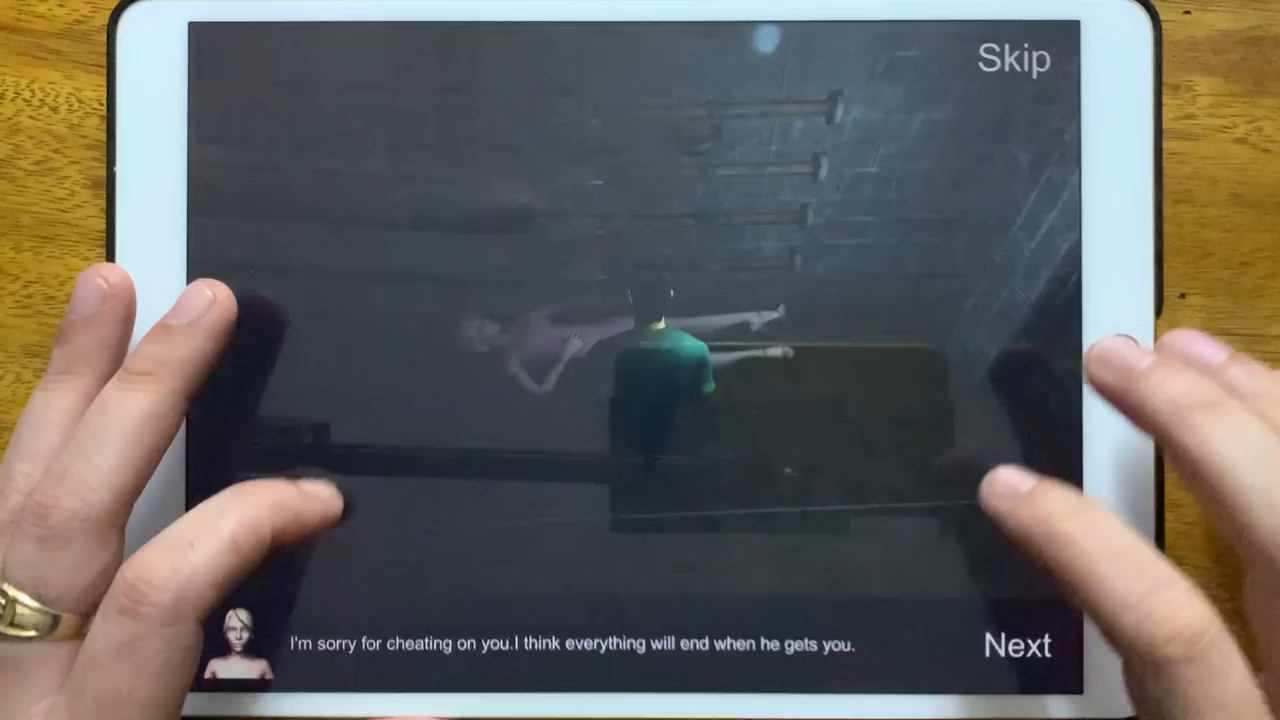 Skip
I'm sorry for cheating on you.I think everything will end when he gets you.
Next